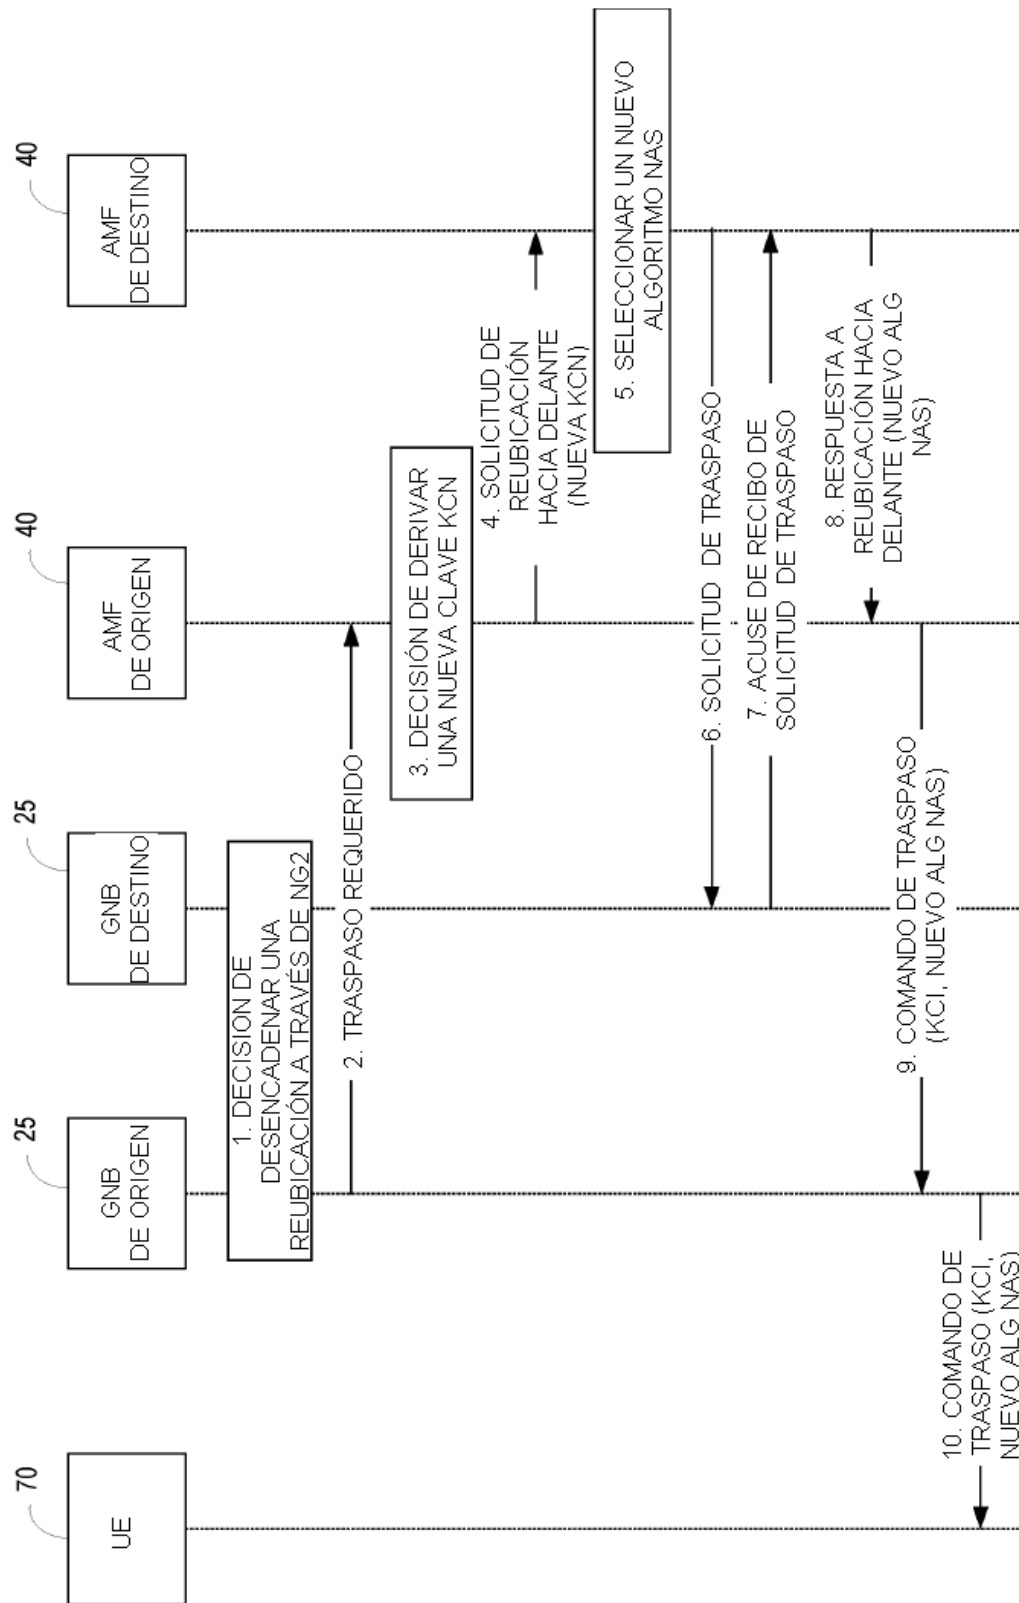 70
UE
25
GNB
DE ORIGEN
25
GNB
DE DESTINO
40
AMF
DE ORIGEN
40
AMF
DE DESTINO
1. DECISION DE
DESENCADENAR UNA
REUBICACIÓN A TRAVÉS DE NG2
2. TRASPASO REQUERIDO
3. DECISIÓN DE DERIVAR
UNA NUEVA CLAVE KCN
4. SOLICITUD DE
REUBICACIÓN
HACIA DELANTE
(NUEVA KCN)
5. SELECCIONAR UN NUEVO
ALGORITMO NAS
6. SOLICITUD DE TRASPASO
7. ACUSE DE RECIBO DE
SOLICITUD DE TRASPASO
8. RESPUESTA A
REUBICACIÓN HACIA
DELANTE (NUEVO ALG
NAS)
9. COMANDO DE TRASPASO
(KCI, NUEVO ALG NAS)
10. COMANDO DE
TRASPASO (KCI,
NUEVO ALG NAS)